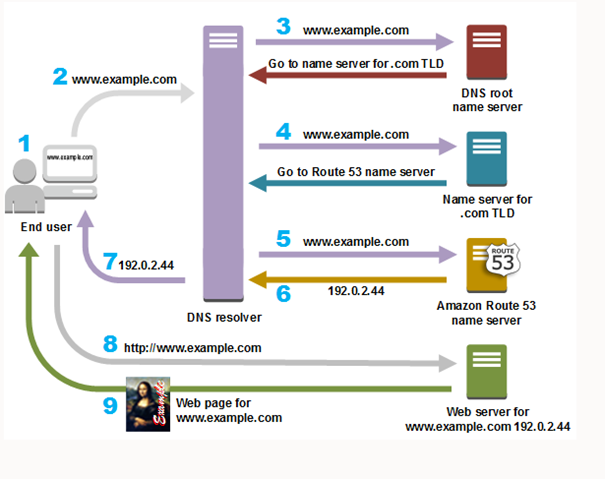 3
www.example.com
Go to name server for .com TLD
DNS root
name server
2
www.example.com
4
www.example.com
Go to Route 53 name server
Name server for
.com TLD
1
www.example.com
End user
5
www.example.com
ROUTE
53
7
192.0.2.44
6
192.0.2.44
Amazon Route 53
name server
DNS resolver
8
http://www.example.com
9
Example
Web page for
www.example.com
Web server for
www.example.com 192.0.2.44